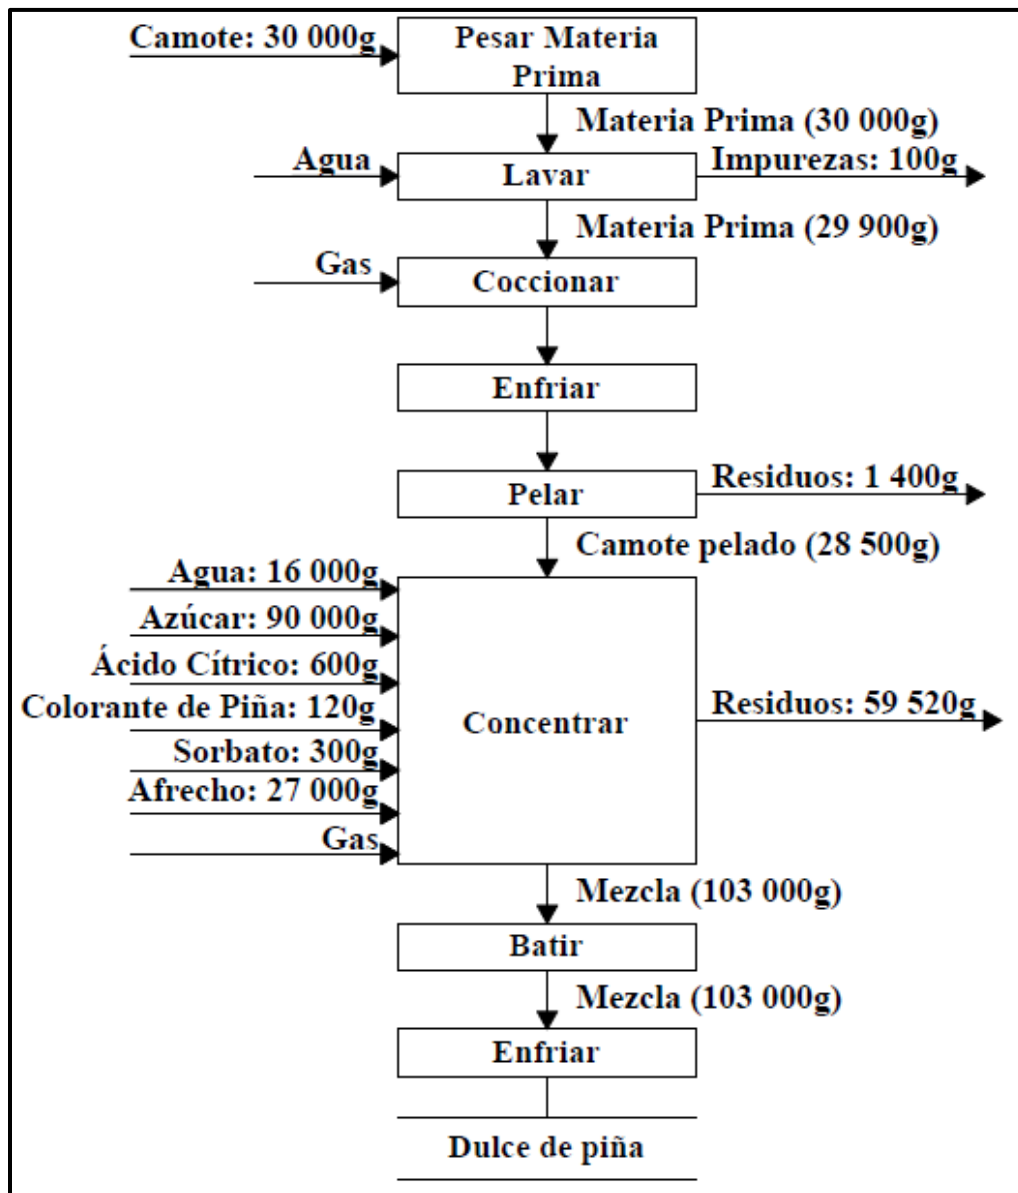 Camote: 30 000g
Pesar Materia
Prima
Materia Prima (30 000g)
Agua
Lavar
Impurezas: 100g
Materia Prima (29 900g)
Gas
Coccionar
Enfriar
Pelar
Residuos: 1 400g
Camote pelado (28 500g)
Agua: 16 000g
Azúcar: 90 000g
Ácido Cítrico: 600g
Colorante de Piña: 120g
Sorbato: 300g
Afrecho: 27 000g
Gas
Concentrar
Residuos: 59 520g
Mezcla (103 000g)
Batir
Mezcla (103 000g)
Enfriar
Dulce de piña